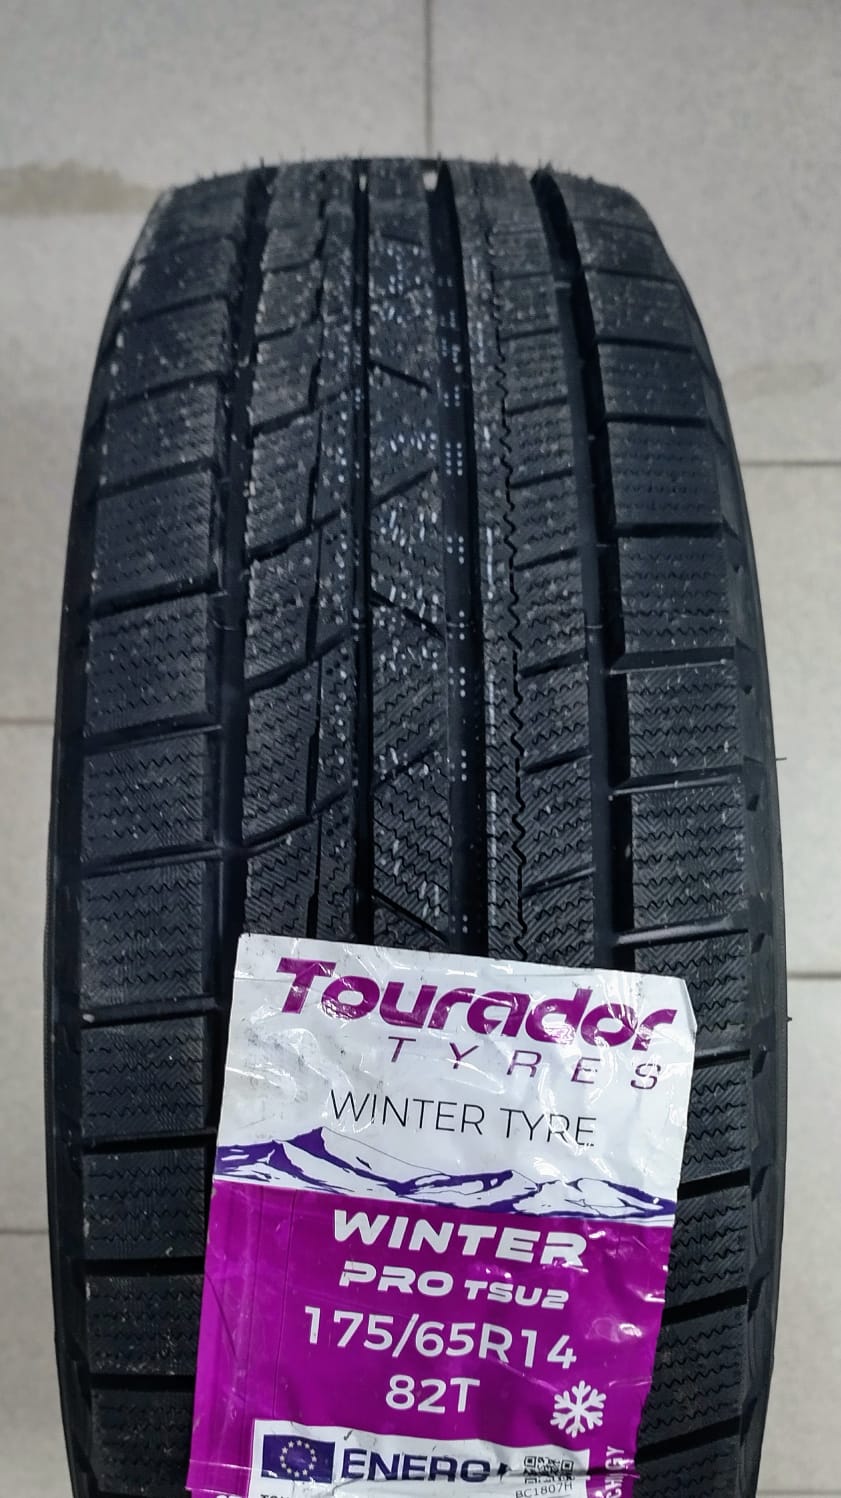 Tourador
TYRES
WINTER TYRE
WINTER
PRO TSU2
175/65R14
82T
ENERG
BC1807H